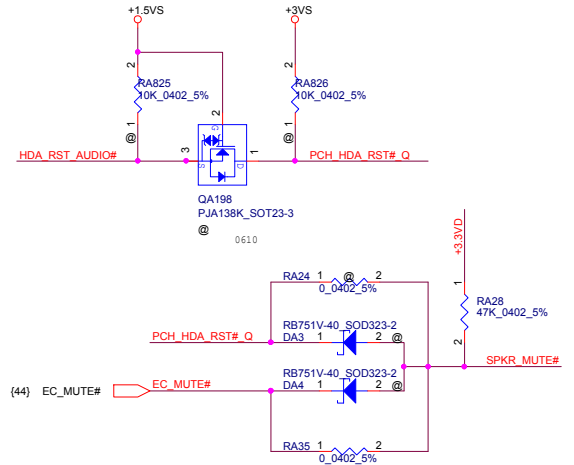 +1.5VS +3VS
2 2
RA825 RA826
10K_0402_5% 10K_0402_5%
1 2 1
@ G @
HDA_RST_AUDIO# 3 S D 1 PCH_HDA_RST#_Q
QA198
PJA138K_SOT23-3
@
0610
+3.3VD
RA24 1 @ 2
0_0402_5%
1
RA28
47K_0402_5%
2
RB751V-40_SOD323-2
PCH_HDA_RST#_Q DA3 1 2 @
SPKR_MUTE#
RB751V-40_SOD323-2
{44} EC_MUTE# EC_MUTE# DA4 1 2 @
RA35 1 2
0_0402_5%